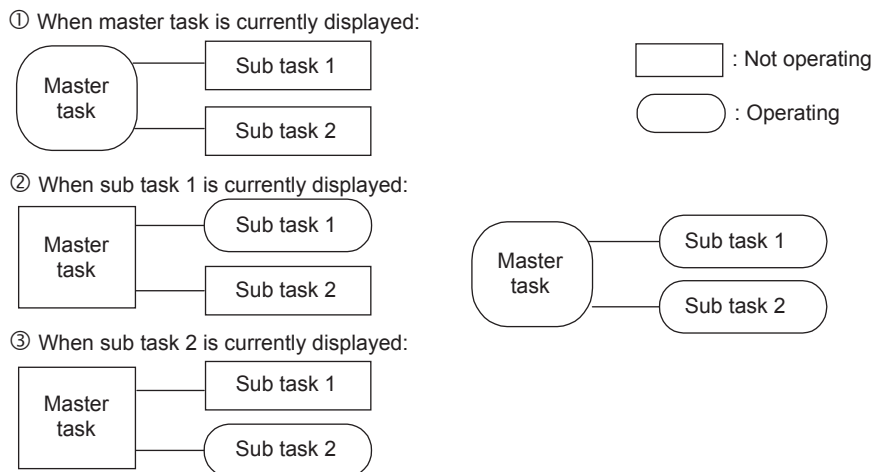 ① When master task is currently displayed:
Master
task
Sub task 1
Sub task 2
: Not operating
: Operating
② When sub task 1 is currently displayed:
Master
task
Sub task 1
Sub task 2
Master
task
Sub task 1
Sub task 2
③ When sub task 2 is currently displayed:
Master
task
Sub task 1
Sub task 2